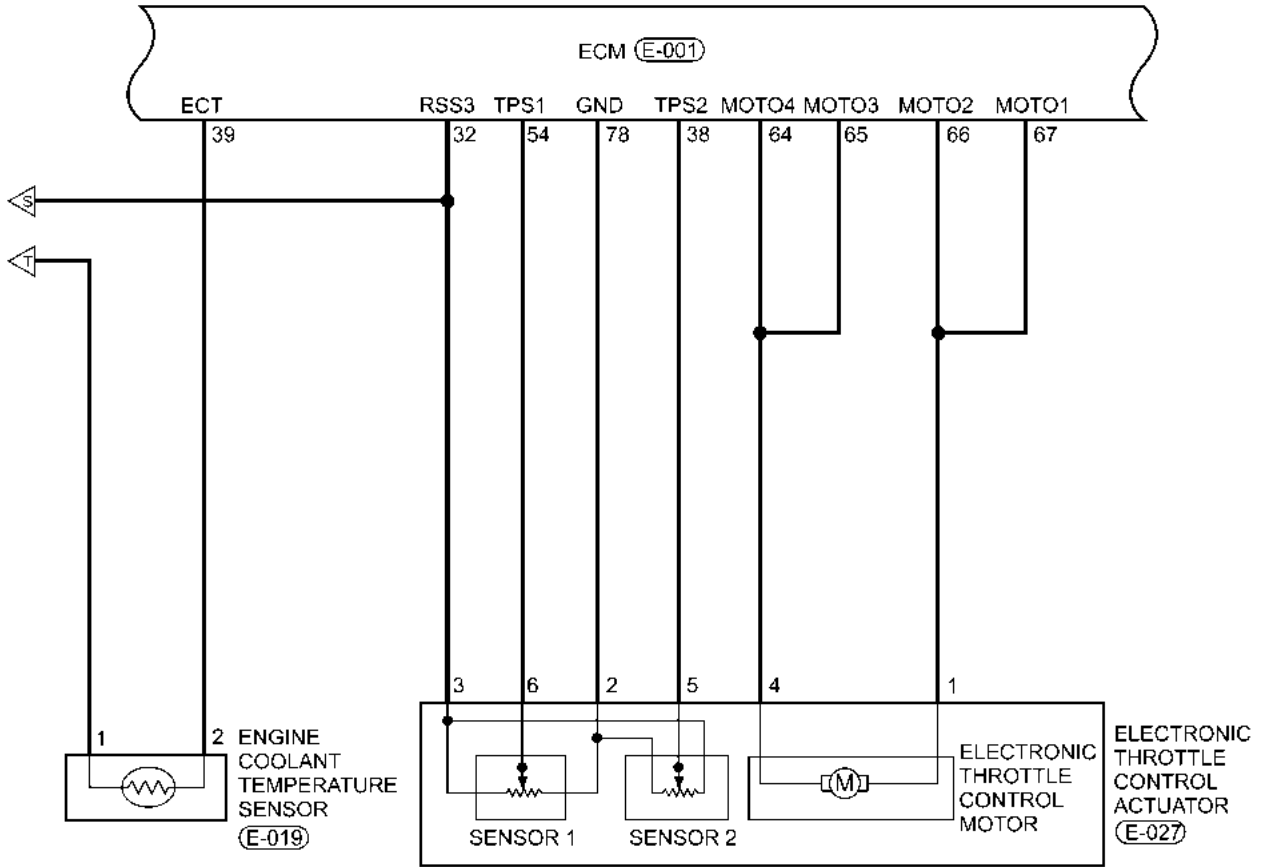 ECM E-001
ECT RSS3 TPS1 GND TPS2 MOTO4 MOTO3 MOTO2 MOTO1
39 32 54 78 38 64 65 66 67
S
T
3 6 2 5 4 1
1 2
ENGINE
COOLANT
TEMPERATURE
SENSOR
E-019
SENSOR 1
SENSOR 2
M
ELECTRONIC
THROTTLE
CONTROL
MOTOR
ELECTRONIC
THROTTLE
CONTROL
ACTUATOR
E-027